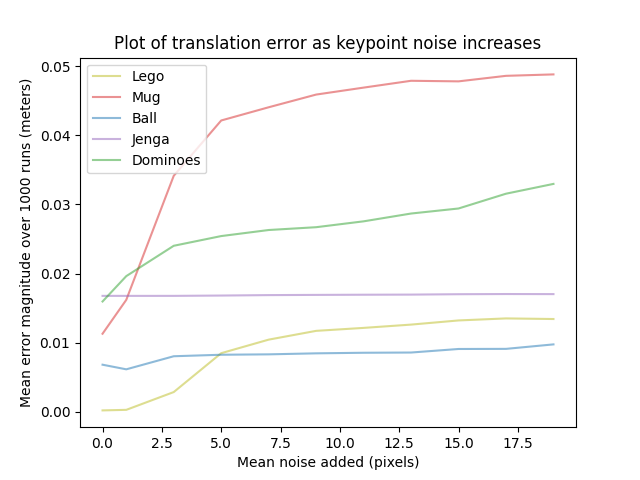 Plot of translation error as keypoint noise increases
Lego
Mug
Ball
Jenga
Dominoes
Mean error magnitude over 1000 runs (meters)
0.05
0.04
0.03
0.02
0.01
0.00
0.0 2.5 5.0 7.5 10.0 12.5 15.0 17.5
Mean noise added (pixels)